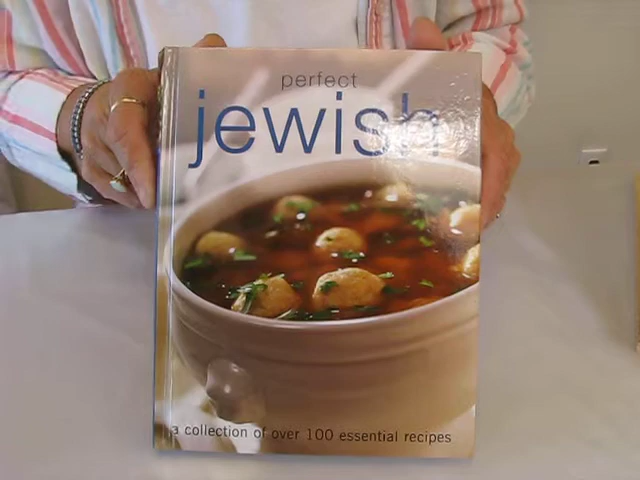 perfect
jewish
a collection of over 100 essential recipes